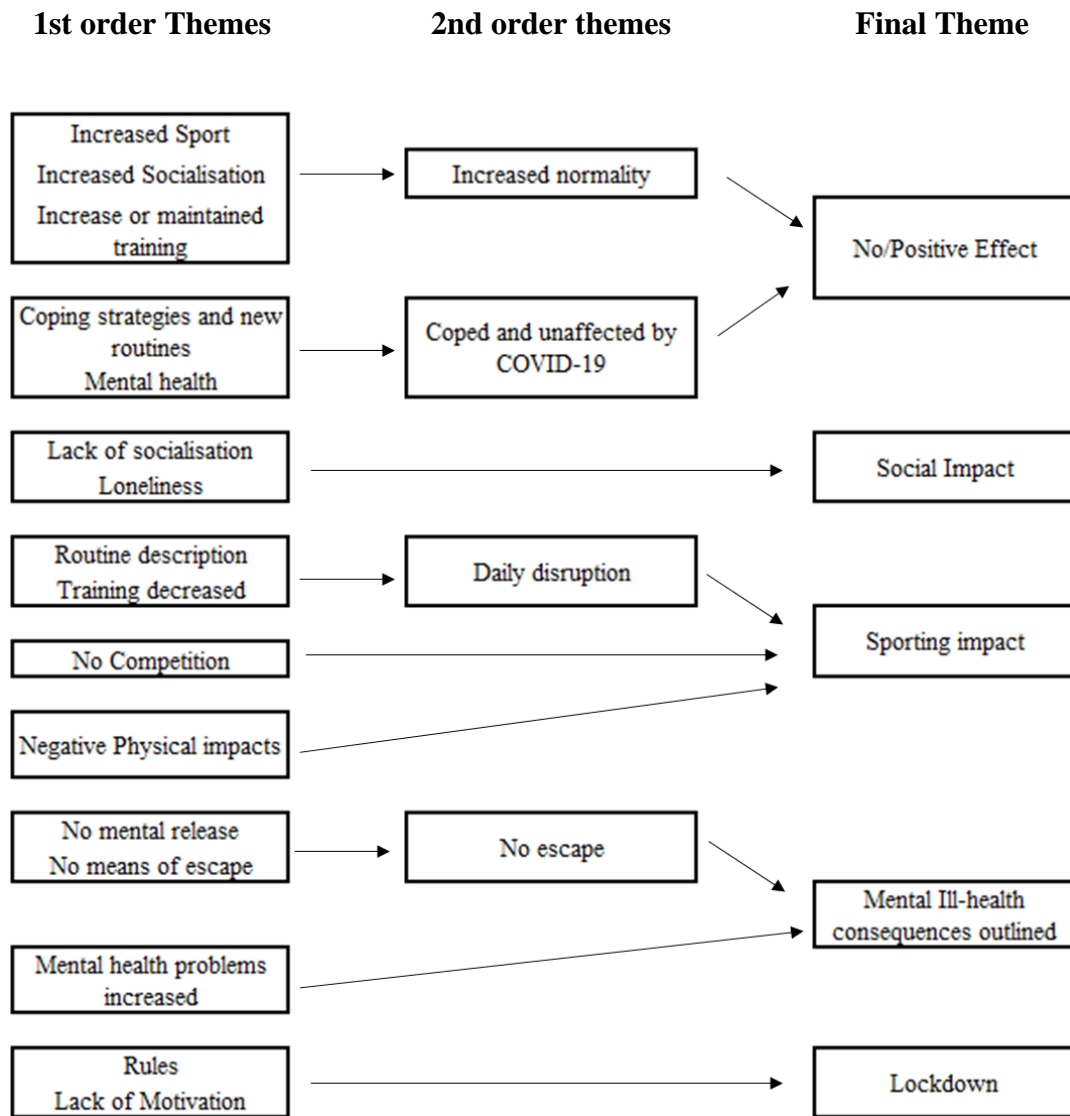 1st order Themes 2nd order themes Final Theme
Increased Sport
Increased Socialisation
Increase or maintained
training
Increased normality
No/Positive Effect
Coping strategies and new
routines
Mental health
Coped and unaffected by
COVID-19
Lack of socialisation
Loneliness
Social Impact
Routine description
Training decreased
Daily disruption
Sporting impact
No Competition
Negative Physical impacts
No mental release
No means of escape
No escape
Mental Ill-health
consequences outlined
Mental health problems
increased
Rules
Lack of Motivation
Lockdown